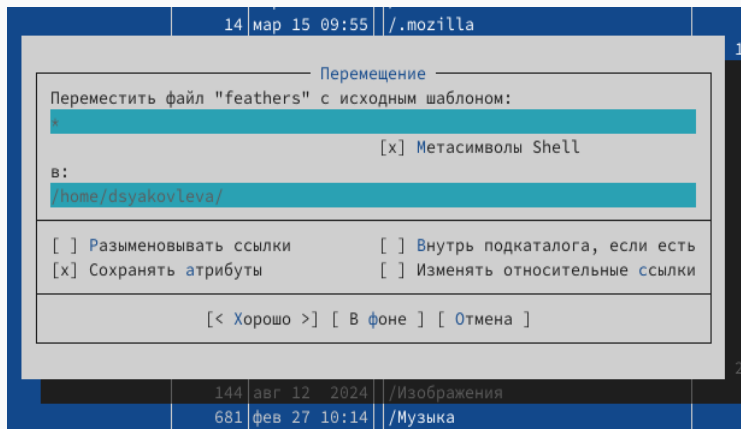 14 мар 15 09:55 /.mozilla
1
Перемещение
Переместить файл "feathers" с исходным шаблоном:
*
[x] Метасимволы Shell
в:
/home/dsyakovleva/
[ ] Разыменовывать ссылки [ ] Внутрь подкаталога, если есть
[x] Сохранять атрибуты [ ] Изменять относительные ссылки
[< Хорошо >] [ В фоне ] [ Отмена ]
2
144 авг 12 2024 /Изображения
681 фев 27 10:14 /Музыка